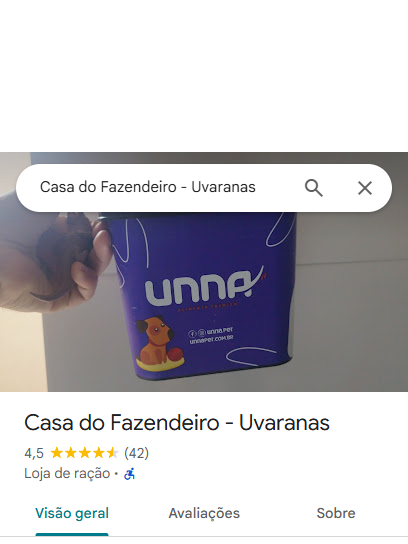 Casa do Fazendeiro - Uvaranas
UNNA
UNNA.PET
UNNAPET.COM.BR
Casa do Fazendeiro - Uvaranas
4,5 (42)
Loja de ração ·
Visão geral Avaliações Sobre